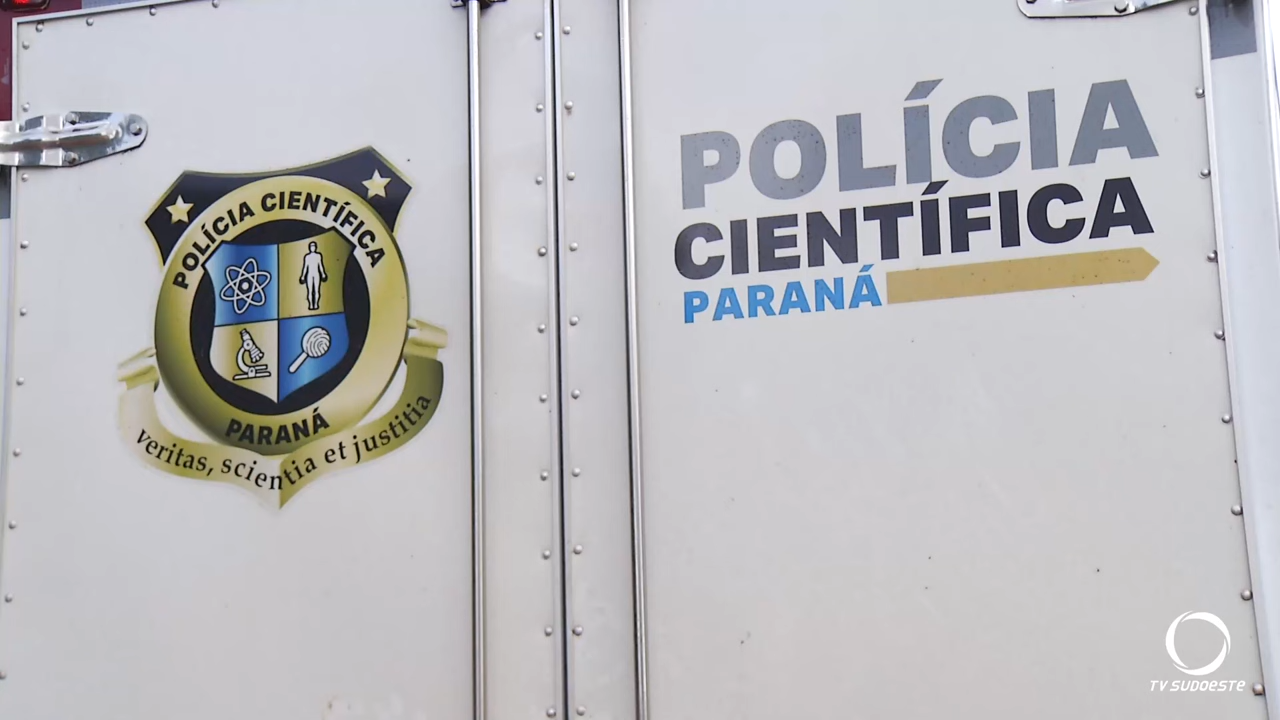 POLÍCIA CIENTÍFICA
PARANÁ
veritas, scientia et justitia
POLÍCIA
CIENTÍFICA
PARANÁ
TV SUDOESTE